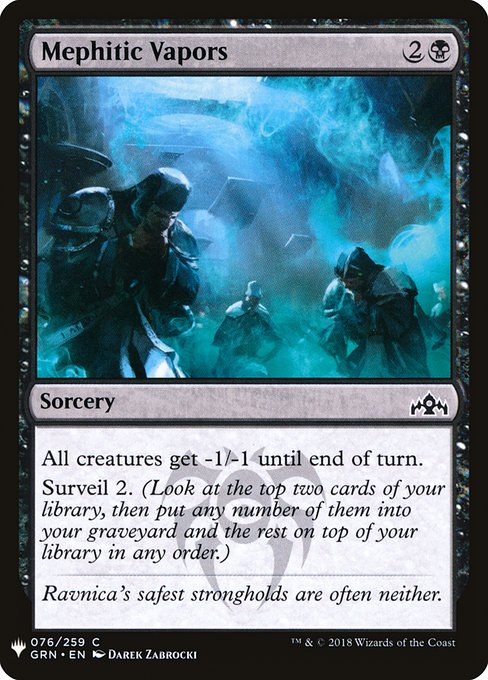 Mephitic Vapors 2
Sorcery
All creatures get -1/-1 until end of turn.
Surveil 2. (Look at the top two cards of your
library, then put any number of them into
your graveyard and the rest on top of your
library in any order.)
Ravnica's safest strongholds are often neither.
076/259 C
GRN • EN Darek Zabrocki
™ & © 2018 Wizards of the Coast